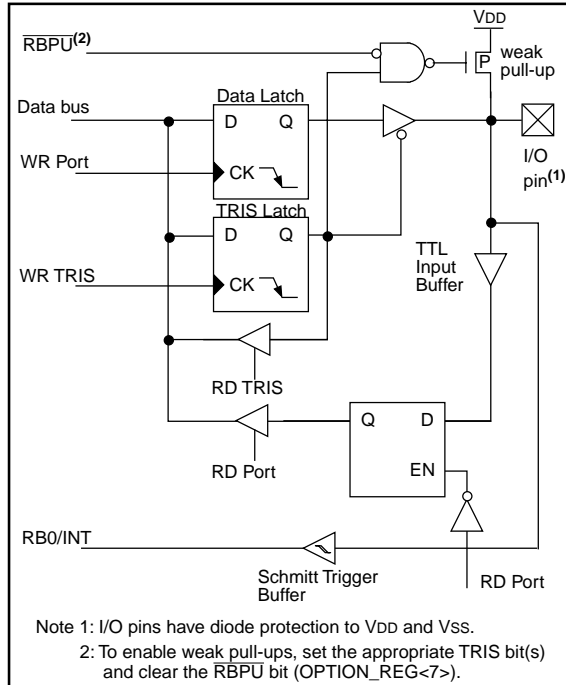 VDD
RBPU(2)
weak
pull-up
P
Data bus
Data Latch
D Q
I/O
pin(1)
WR Port
CK
TRIS Latch
D Q
TTL
Input
Buffer
WR TRIS
CK
RD TRIS
Q D
RD Port
EN
RB0/INT
Schmitt Trigger
Buffer
RD Port
Note 1: I/O pins have diode protection to VDD and VSS.
2: To enable weak pull-ups, set the appropriate TRIS bit(s)
and clear the RBPU bit (OPTION_REG<7>).